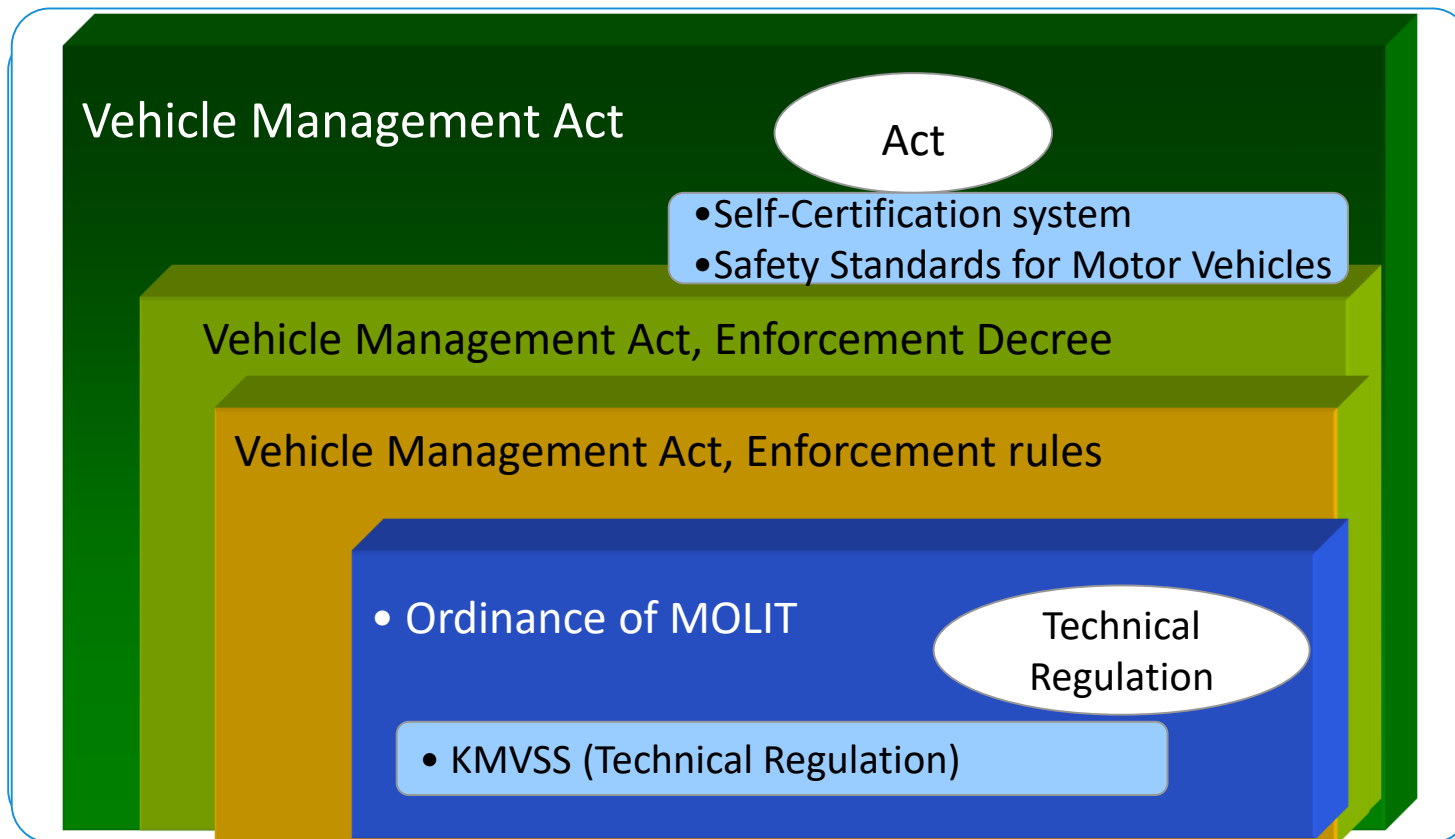 Vehicle Management Act
Act
•Self-Certification system
•Safety Standards for Motor Vehicles
Vehicle Management Act, Enforcement Decree
Vehicle Management Act, Enforcement rules
• Ordinance of MOLIT
Technical
Regulation
• KMVSS (Technical Regulation)